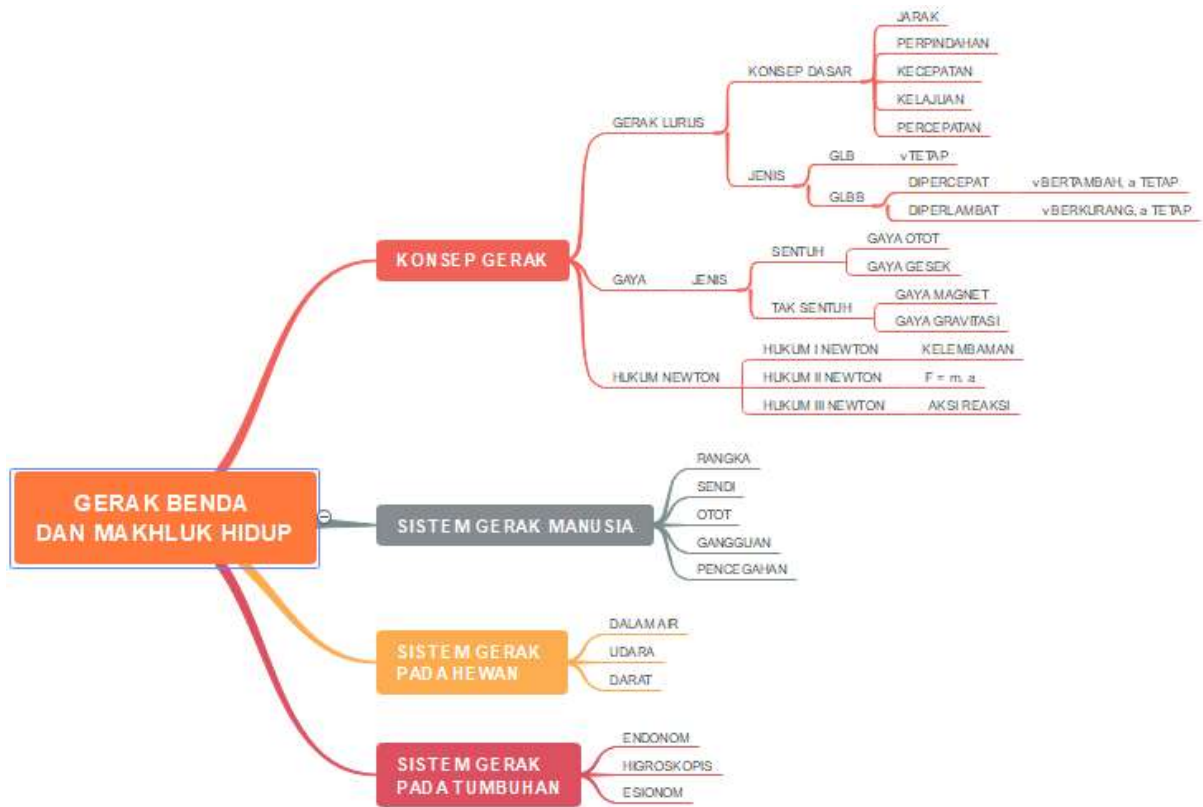 GERAK BENDA
DAN MAKHLUK HIDUP
KONSEP GERAK
GERAK LURUS
KONSEP DASAR
JARAK
PERPINDAHAN
KECEPATAN
KELAJUAN
PERCEPATAN
JENIS
GLB
v TETAP
GLBB
DIPERCEPAT
v BERTAMBAH, a TETAP
DIPERLAMBAT
v BERKURANG, a TETAP
GAYA
JENIS
SENTUH
GAYA OTOT
GAYA GESEK
TAK SENTUH
GAYA MAGNET
GAYA GRAVITASI
HUKUM NEWTON
HUKUM I NEWTON
KELEMBAMAN
HUKUM II NEWTON
F = m. a
HUKUM III NEWTON
AKSI REAKSI
SISTEM GERAK MANUSIA
RANGKA
SENDI
OTOT
GANGGUAN
PENCEGAHAN
SISTEM GERAK
PADA HEWAN
DALAM AIR
UDARA
DARAT
SISTEM GERAK
PADA TUMBUHAN
ENDONOM
HIGROSKOPIS
ESIONOM